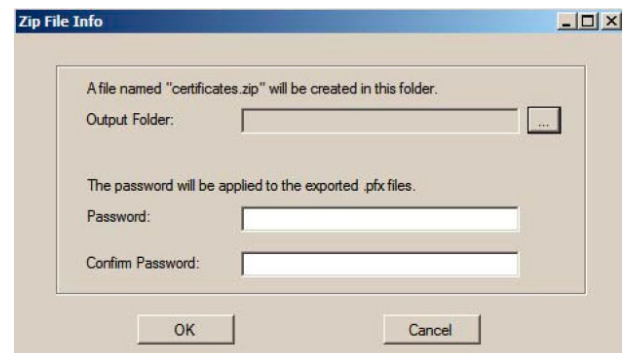 Zip File Info
A file named "certificates.zip" will be created in this folder.
Output Folder:
...
The password will be applied to the exported .pfx files.
Password:
Confirm Password:
OK
Cancel